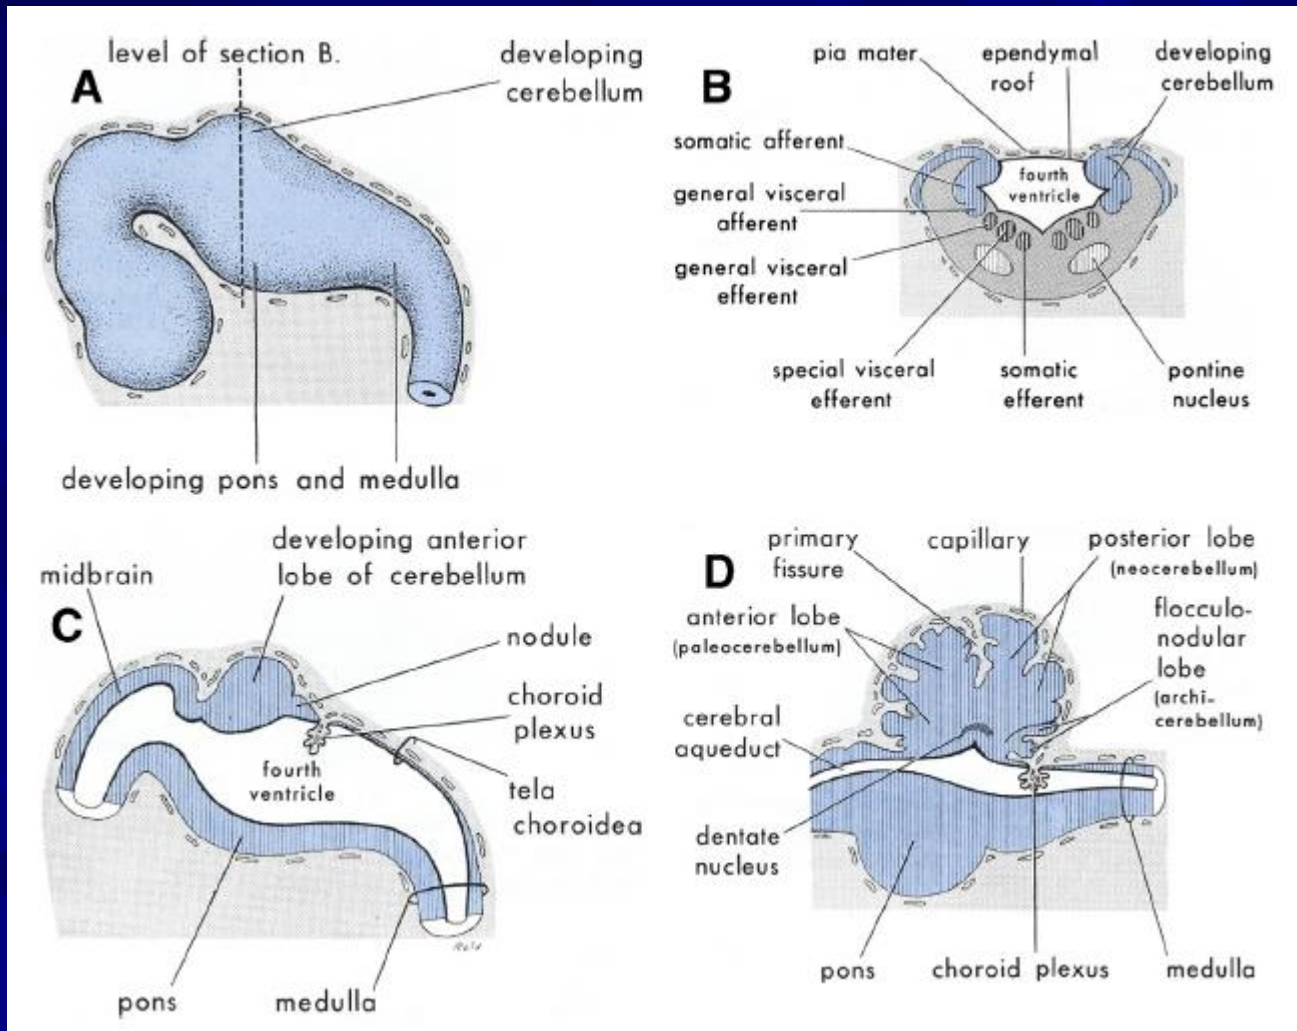 A
level of section B.
developing
cerebellum
developing pons and medulla
B
pia mater
ependymal
roof
developing
cerebellum
somatic afferent
general visceral
afferent
general visceral
efferent
fourth
ventricle
special visceral
efferent
somatic
efferent
pontine
nucleus
C
midbrain
developing anterior
lobe of cerebellum
nodule
choroid
plexus
fourth
ventricle
tela
choroidea
pons
medulla
D
primary
fissure
capillary
posterior lobe
(neocerebellum)
anterior lobe
(paleocerebellum)
flocculo-
nodular
lobe
(archi-
cerebellum)
cerebral
aqueduct
dentate
nucleus
pons
choroid plexus
medulla